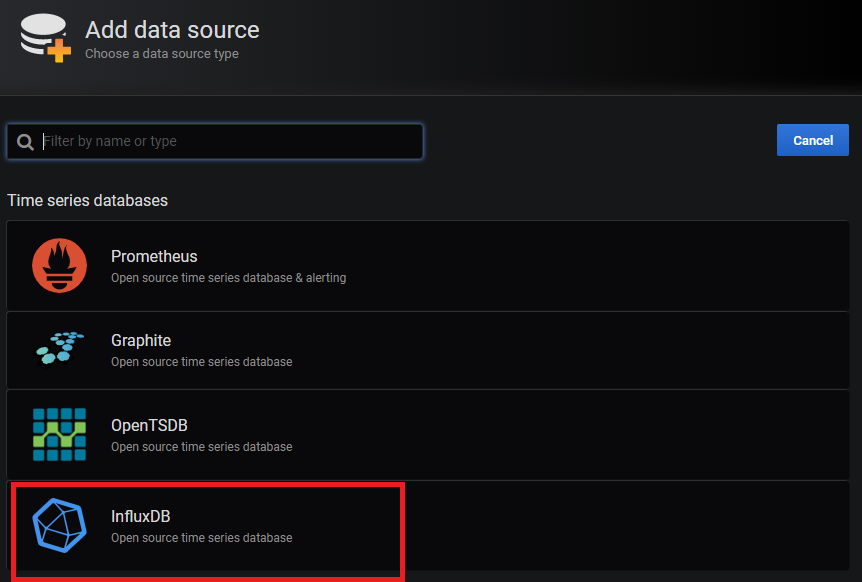 Add data source
Choose a data source type
Filter by name or type
Cancel
Time series databases
Prometheus
Open source time series database & alerting
Graphite
Open source time series database
OpenTSDB
Open source time series database
InfluxDB
Open source time series database